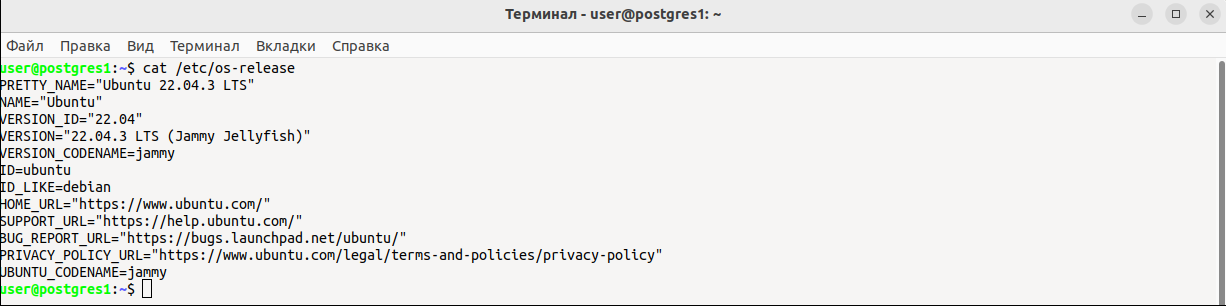 Терминал - user@postgres1: ~
Файл Правка Вид Терминал Вкладки Справка
user@postgres1:~$ cat /etc/os-release
PRETTY_NAME="Ubuntu 22.04.3 LTS"
NAME="Ubuntu"
VERSION_ID="22.04"
VERSION="22.04.3 LTS (Jammy Jellyfish)"
VERSION_CODENAME=jammy
ID=ubuntu
ID_LIKE=debian
HOME_URL="https://www.ubuntu.com/"
SUPPORT_URL="https://help.ubuntu.com/"
BUG_REPORT_URL="https://bugs.launchpad.net/ubuntu/"
PRIVACY_POLICY_URL="https://www.ubuntu.com/legal/terms-and-policies/privacy-policy"
UBUNTU_CODENAME=jammy
user@postgres1:~$